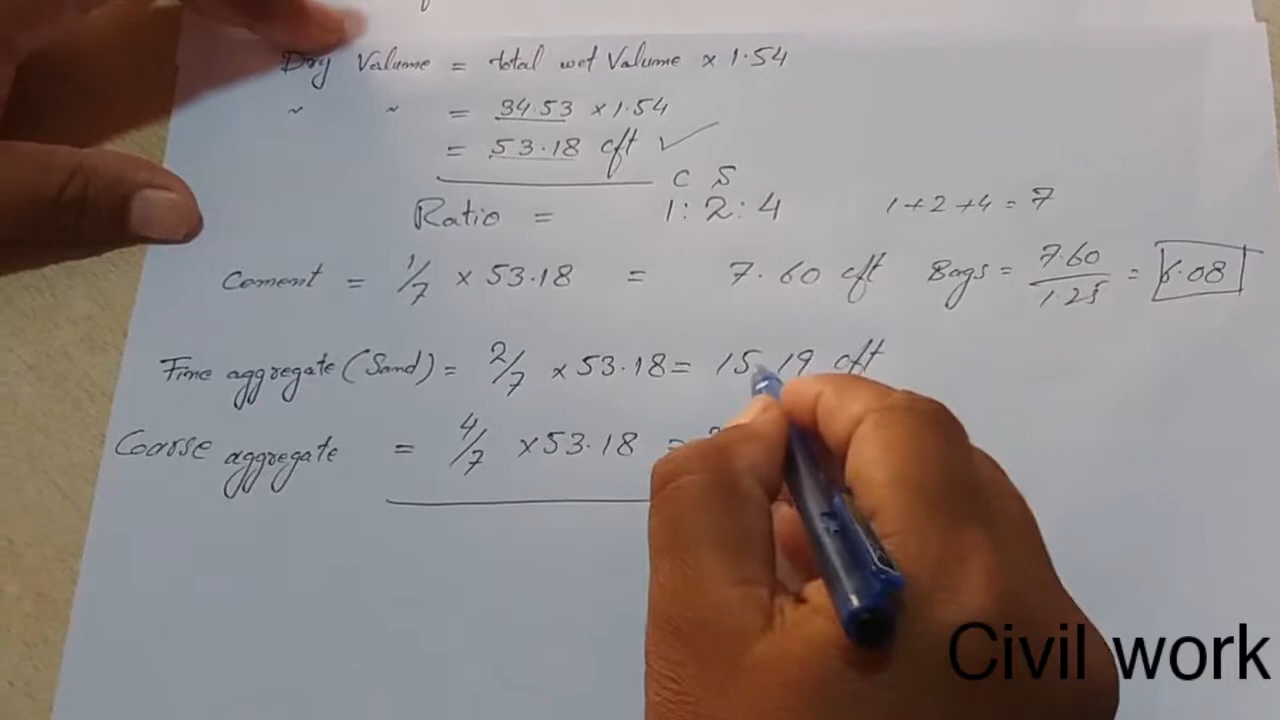 Dry Volume = total wet Volume × 1.54
〃 〃 = 34.53 × 1.54
= 53.18 cft ✓
C S
Ratio = 1:2:4 1+2+4 = 7
Cement = 1/7 × 53.18 = 7.60 cft Bags = 7.60/1.25 = 6.08
Fine aggregate (Sand) = 2/7 × 53.18 = 15.19 cft
Coarse aggregate = 4/7 × 53.18 =
Civil work